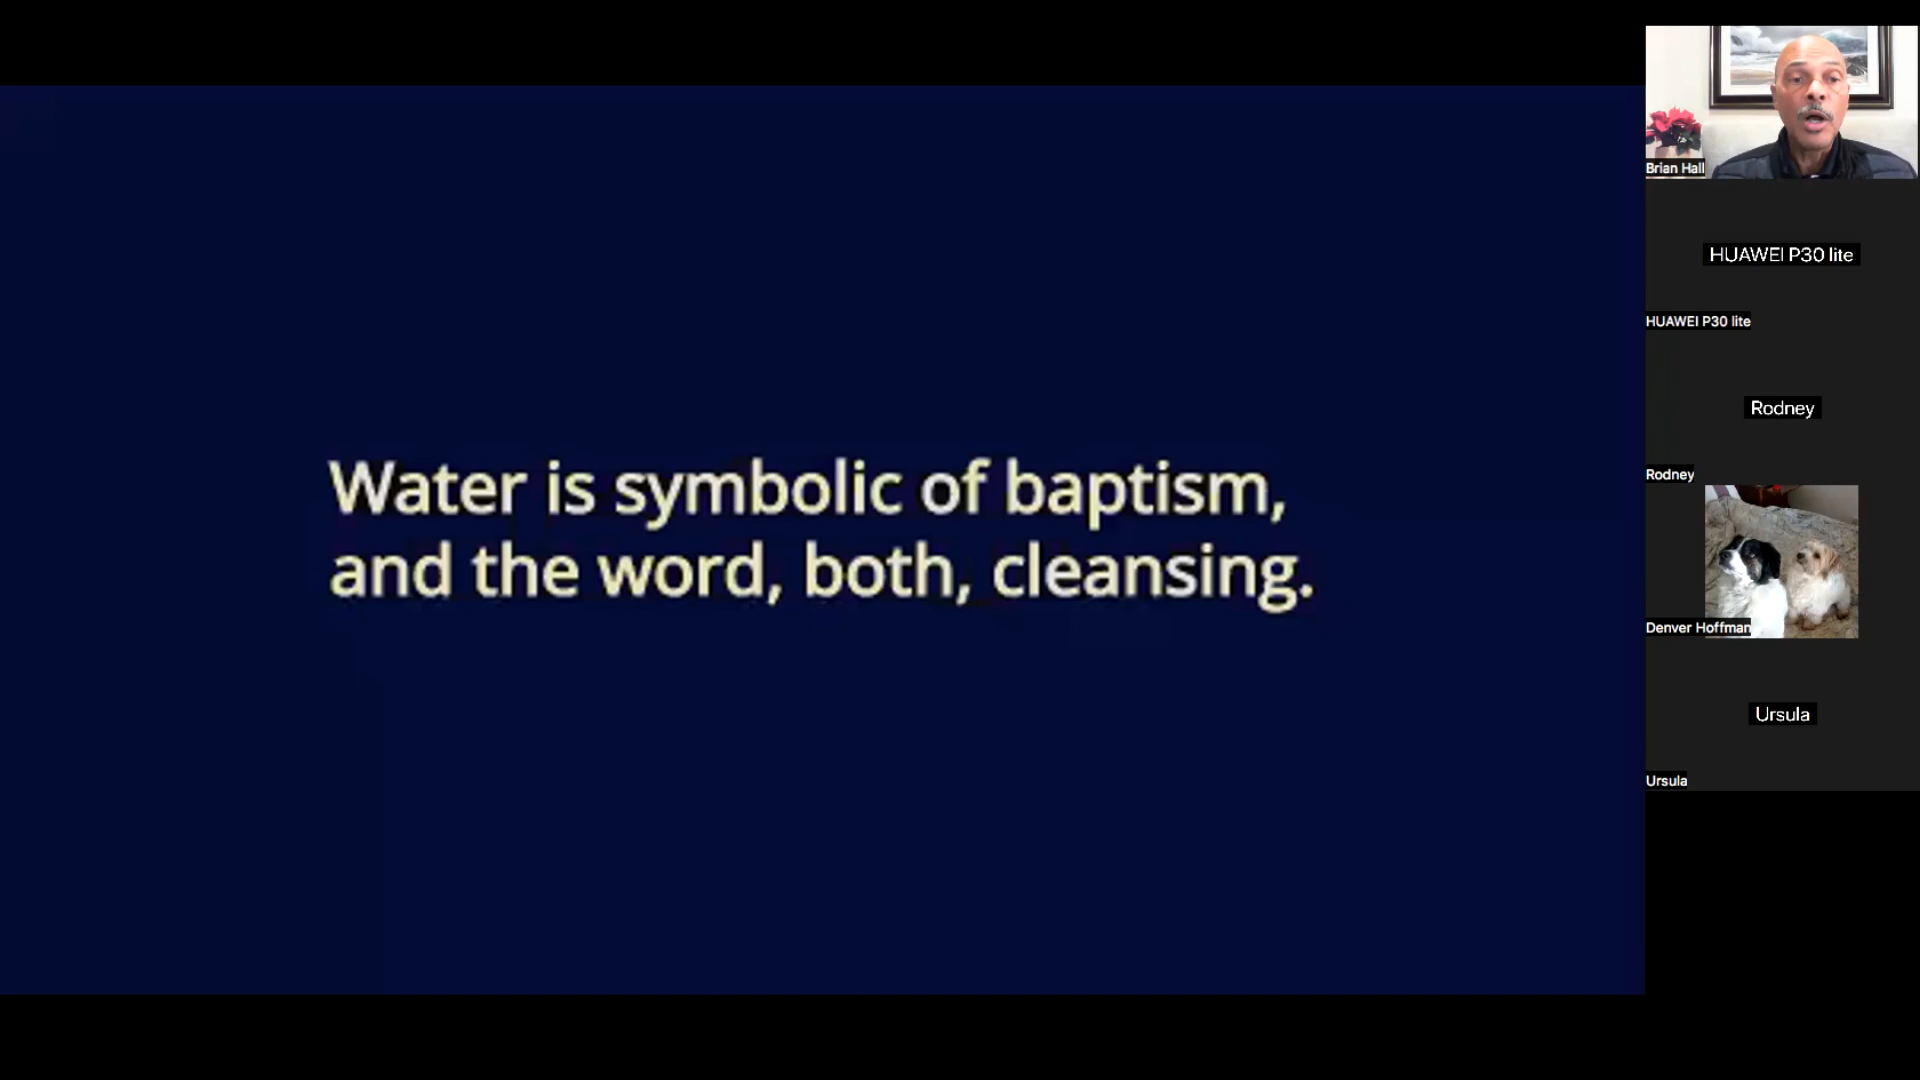 Water is symbolic of baptism,
and the word, both, cleansing.
Brian Hall
HUAWEI P30 lite
HUAWEI P30 lite
Rodney
Rodney
Denver Hoffman
Ursula
Ursula